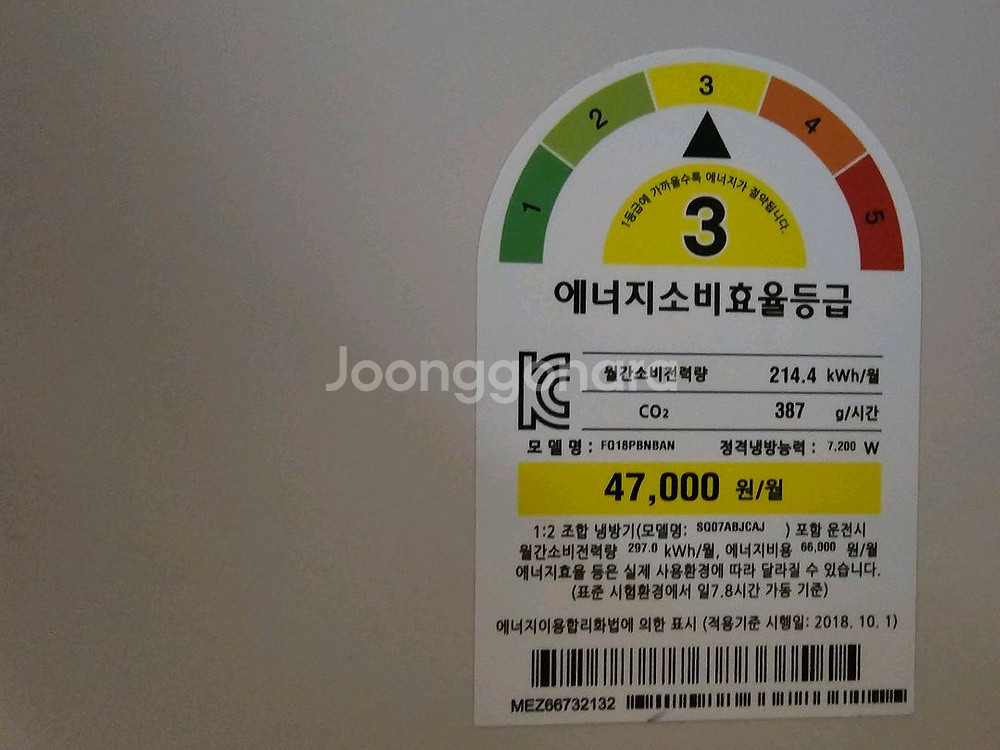 1
2
3
4
5
1등급에 가까울수록 에너지가 절약됩니다.
3
에너지소비효율등급
Joonggonara
월간소비전력량 214.4 kWh/월
CO₂ 387 g/시간
모 델 명 : FQ18PBNBAN 정격냉방능력 : 7.200 W
47,000 원/월
1:2 조합 냉방기(모델명: SQ07ABJCAJ ) 포함 운전시
월간소비전력량 297.0 kWh/월, 에너지비용 66,000 원/월
에너지효율 등은 실제 사용환경에 따라 달라질 수 있습니다.
(표준 시험환경에서 일7.8시간 가동 기준)
에너지이용합리화법에 의한 표시 (적용기준 시행일: 2018. 10. 1)
MEZ66732132